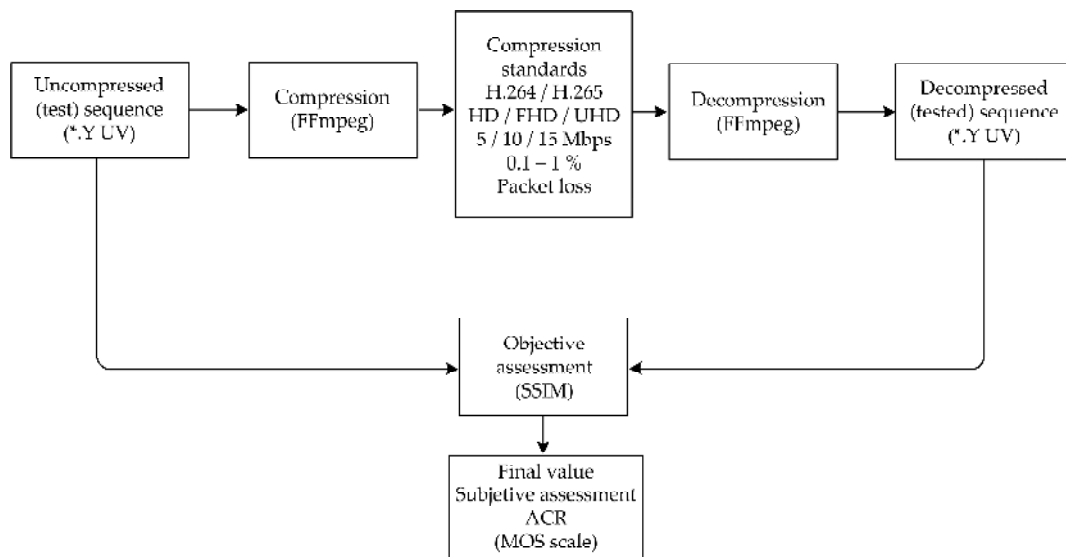 Uncompressed
(test) sequence
(*.Y UV)
Compression
(FFmpeg)
Compression
standards
H.264 / H.265
HD / FHD / UHD
5 / 10 / 15 Mbps
0.1 – 1 %
Packet loss
Decompression
(FFmpeg)
Decompressed
(tested) sequence
(*.Y UV)
Objective
assessment
(SSIM)
Final value
Subjetive assessment
ACR
(MOS scale)